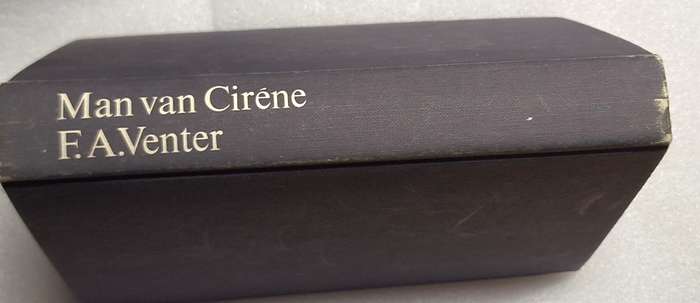 Man van Ciréne
F.A.Venter